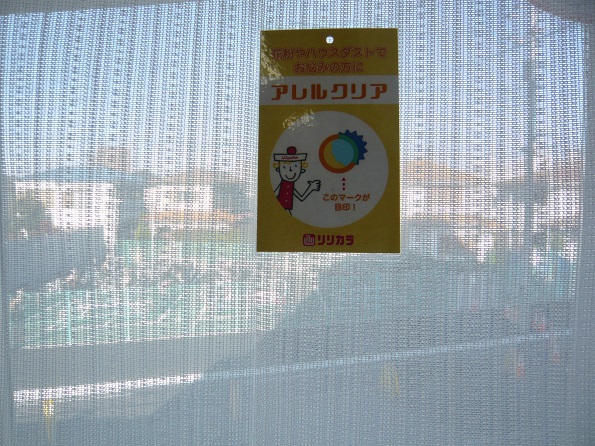 花粉やハウスダストで
お悩みの方に
アレルクリア
このマークが
目印！
リリカラ